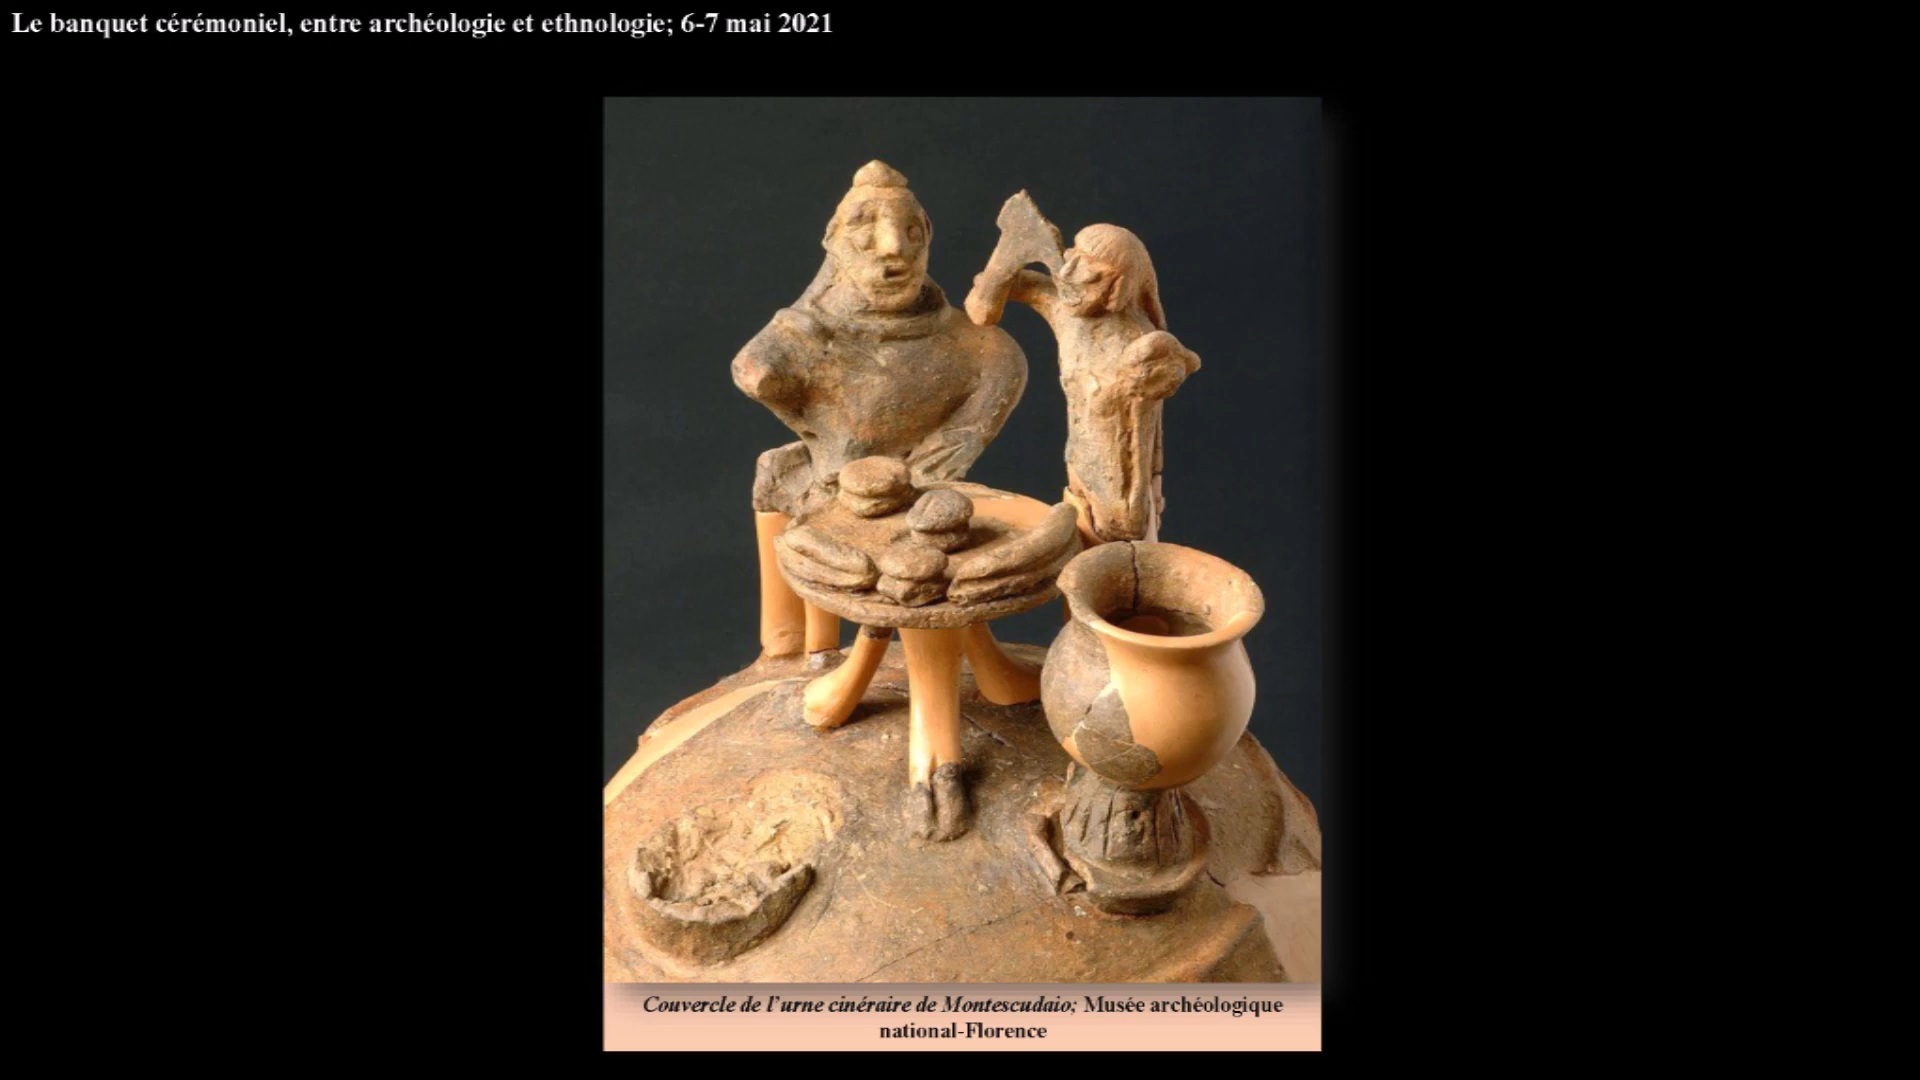 Le banquet cérémoniel, entre archéologie et ethnologie; 6-7 mai 2021
Couvercle de l'urne cinéraire de Montescudaio; Musée archéologique
national-Florence